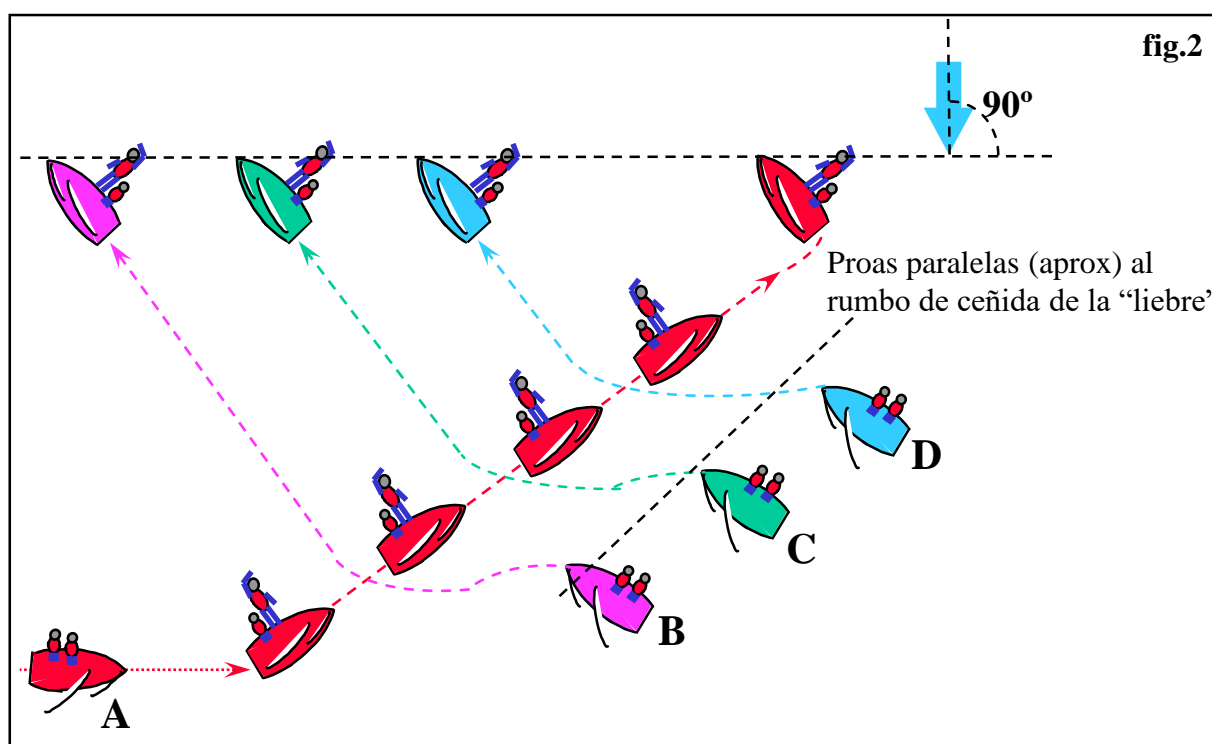 fig.2
90º
Proas paralelas (aprox) al
rumbo de ceñida de la “liebre”
D
C
B
A